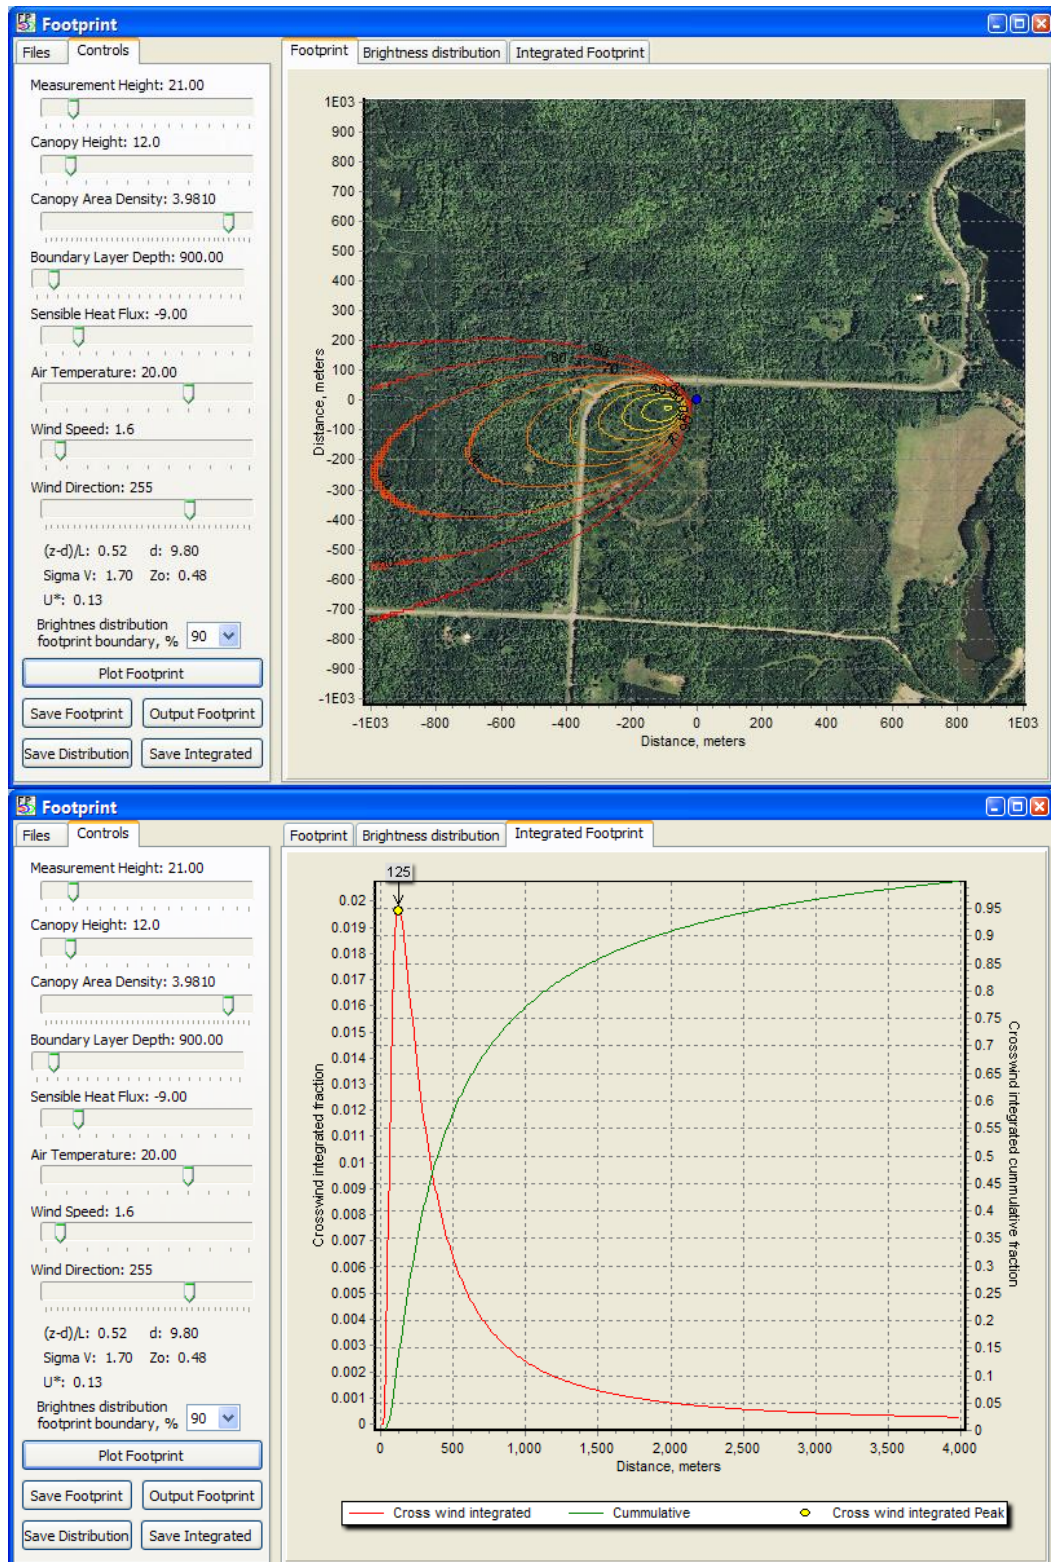 Footprint
Files Controls
Footprint Brightness distribution Integrated Footprint
Measurement Height: 21.00
Canopy Height: 12.0
Canopy Area Density: 3.9810
Boundary Layer Depth: 900.00
Sensible Heat Flux: -9.00
Air Temperature: 20.00
Wind Speed: 1.6
Wind Direction: 255
(z-d)/L: 0.52 d: 9.80
Sigma V: 1.70 Zo: 0.48
U*: 0.13
Brightnes distribution
footprint boundary, % 90
Plot Footprint
Save Footprint Output Footprint
Save Distribution Save Integrated
1E03
900
800
700
600
500
400
300
200
100
0
-100
-200
-300
-400
-500
-600
-700
-800
-900
-1E03
Distance, meters
90
80
70
-1E03 -800 -600 -400 -200 0 200 400 600 800 1E03
Distance, meters
Footprint
Files Controls
Footprint Brightness distribution Integrated Footprint
Measurement Height: 21.00
Canopy Height: 12.0
Canopy Area Density: 3.9810
Boundary Layer Depth: 900.00
Sensible Heat Flux: -9.00
Air Temperature: 20.00
Wind Speed: 1.6
Wind Direction: 255
(z-d)/L: 0.52 d: 9.80
Sigma V: 1.70 Zo: 0.48
U*: 0.13
Brightnes distribution
footprint boundary, % 90
Plot Footprint
Save Footprint Output Footprint
Save Distribution Save Integrated
125
0.02
0.019
0.018
0.017
0.016
0.015
0.014
0.013
0.012
0.011
0.01
0.009
0.008
0.007
0.006
0.005
0.004
0.003
0.002
0.001
0
Crosswind integrated fraction
0.95
0.9
0.85
0.8
0.75
0.7
0.65
0.6
0.55
0.5
0.45
0.4
0.35
0.3
0.25
0.2
0.15
0.1
0.05
0
Crosswind integrated cummulative fraction
0 500 1,000 1,500 2,000 2,500 3,000 3,500 4,000
Distance, meters
Cross wind integrated Cummulative Cross wind integrated Peak